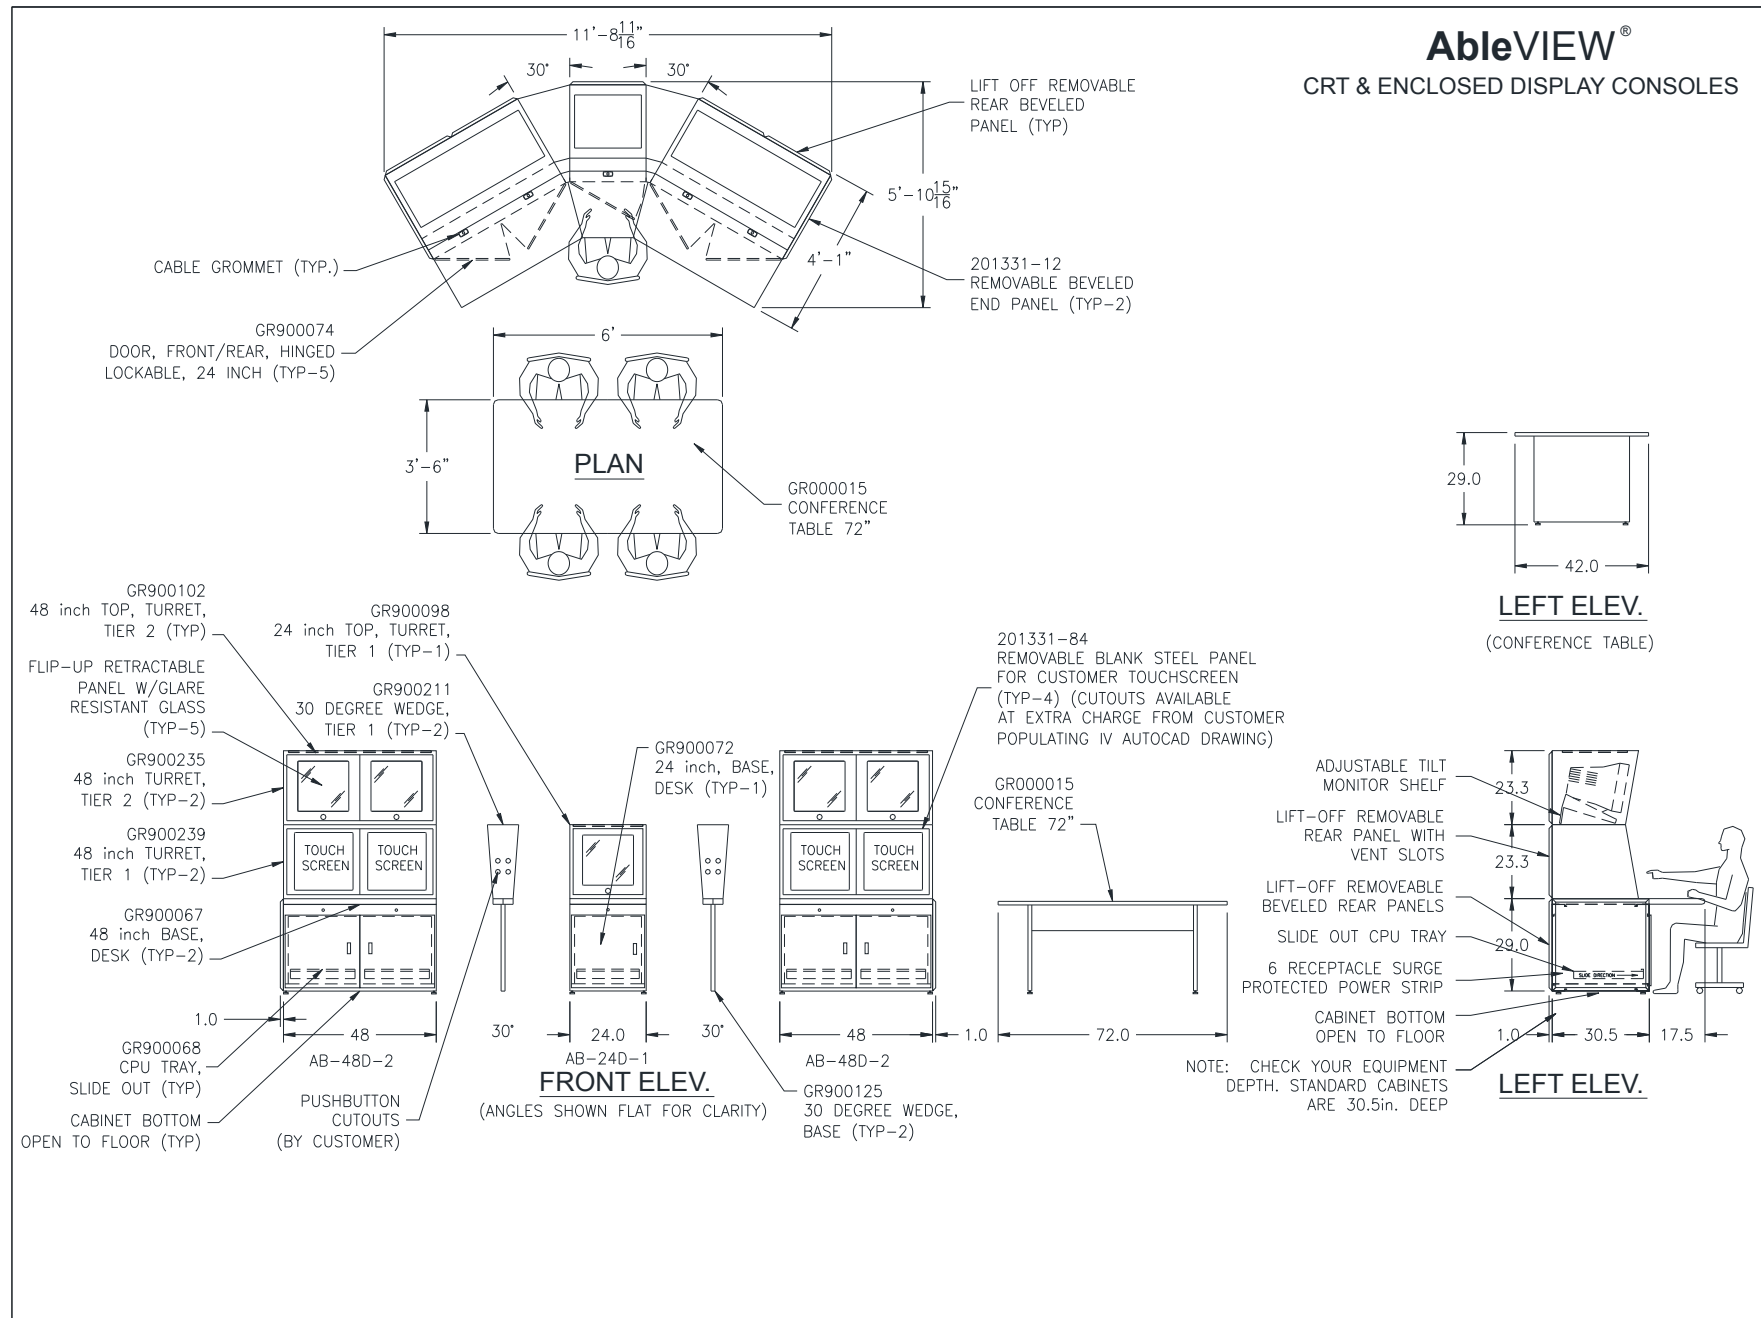 AbleVIEW®
CRT & ENCLOSED DISPLAY CONSOLES
11'-8 11/16"
30°
30°
LIFT OFF REMOVABLE
REAR BEVELED
PANEL (TYP)
5'-10 15/16"
4'-1"
201331-12
REMOVABLE BEVELED
END PANEL (TYP-2)
CABLE GROMMET (TYP.)
GR900074
DOOR, FRONT/REAR, HINGED
LOCKABLE, 24 INCH (TYP-5)
6'
3'-6"
PLAN
GR000015
CONFERENCE
TABLE 72"
29.0
42.0
LEFT ELEV.
(CONFERENCE TABLE)
GR900102
48 inch TOP, TURRET,
TIER 2 (TYP)
FLIP-UP RETRACTABLE
PANEL W/GLARE
RESISTANT GLASS
(TYP-5)
GR900235
48 inch TURRET,
TIER 2 (TYP-2)
GR900239
48 inch TURRET,
TIER 1 (TYP-2)
GR900067
48 inch BASE,
DESK (TYP-2)
1.0
GR900068
CPU TRAY,
SLIDE OUT (TYP)
CABINET BOTTOM
OPEN TO FLOOR (TYP)
GR900098
24 inch TOP, TURRET,
TIER 1 (TYP-1)
GR900211
30 DEGREE WEDGE,
TIER 1 (TYP-2)
TOUCH
SCREEN
TOUCH
SCREEN
48
AB-48D-2
PUSHBUTTON
CUTOUTS
(BY CUSTOMER)
30°
GR900072
24 inch, BASE,
DESK (TYP-1)
24.0
AB-24D-1
FRONT ELEV.
(ANGLES SHOWN FLAT FOR CLARITY)
30°
GR900125
30 DEGREE WEDGE,
BASE (TYP-2)
TOUCH
SCREEN
TOUCH
SCREEN
48
1.0
AB-48D-2
201331-84
REMOVABLE BLANK STEEL PANEL
FOR CUSTOMER TOUCHSCREEN
(TYP-4) (CUTOUTS AVAILABLE
AT EXTRA CHARGE FROM CUSTOMER
POPULATING IV AUTOCAD DRAWING)
GR000015
CONFERENCE
TABLE 72"
72.0
ADJUSTABLE TILT
MONITOR SHELF
LIFT-OFF REMOVABLE
REAR PANEL WITH
VENT SLOTS
LIFT-OFF REMOVEABLE
BEVELED REAR PANELS
SLIDE OUT CPU TRAY
6 RECEPTACLE SURGE
PROTECTED POWER STRIP
CABINET BOTTOM
OPEN TO FLOOR
NOTE: CHECK YOUR EQUIPMENT
DEPTH. STANDARD CABINETS
ARE 30.5in. DEEP
23.3
23.3
29.0
SLIDE DIRECTION
1.0
30.5
17.5
LEFT ELEV.